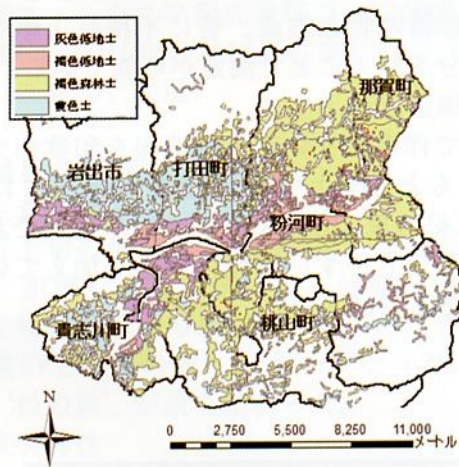 灰色低地土
褐色低地土
褐色森林土
黄色土
那賀町
岩出市
打田町
粉河町
貴志川町
桃山町
N
0 2,750 5,500 8,250 11,000
メートル